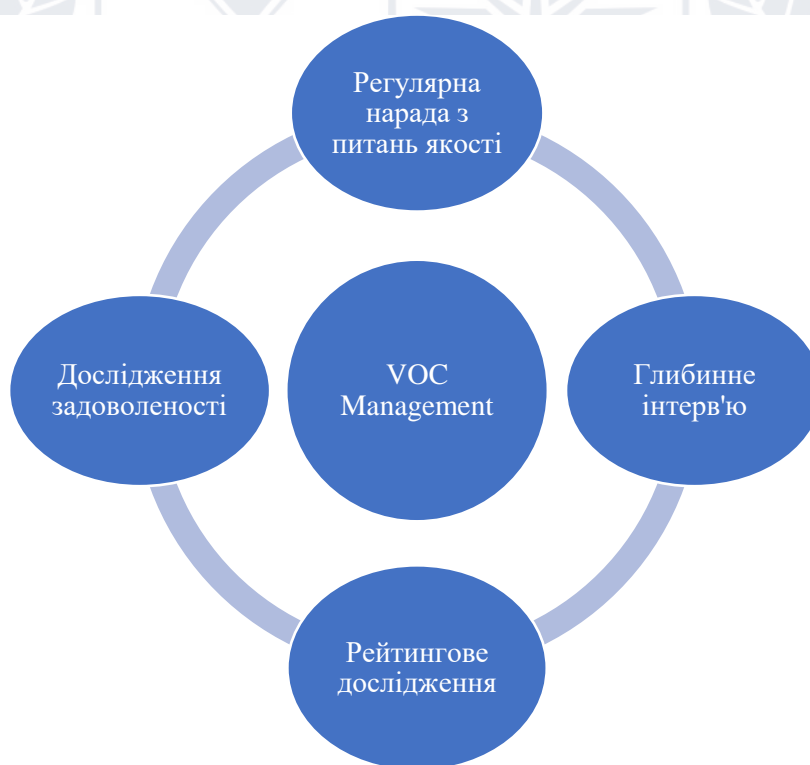 Регулярна
нарада з
питань якості
Дослідження
задоволеності
VOC
Management
Глибинне
інтерв'ю
Рейтингове
дослідження